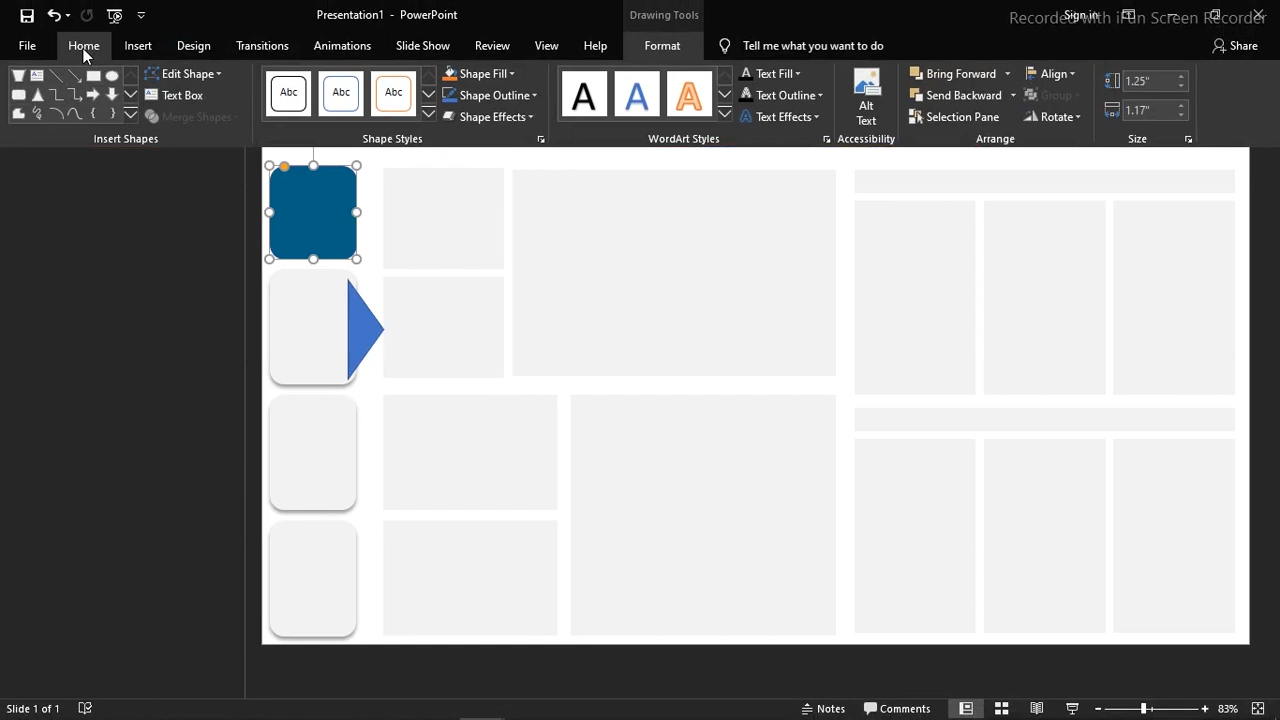 Presentation1 - PowerPoint
Drawing Tools
Sign in
Recorded with iFun Screen Recorder
File
Home
Insert
Design
Transitions
Animations
Slide Show
Review
View
Help
Format
Tell me what you want to do
Share
Edit Shape
Text Box
Merge Shapes
Insert Shapes
Abc
Abc
Abc
Shape Fill
Shape Outline
Shape Effects
Shape Styles
A
A
A
Text Fill
Text Outline
Text Effects
WordArt Styles
Alt
Text
Accessibility
Bring Forward
Send Backward
Selection Pane
Align
Group
Rotate
Arrange
1.25"
1.17"
Size
Slide 1 of 1
Notes
Comments
83%